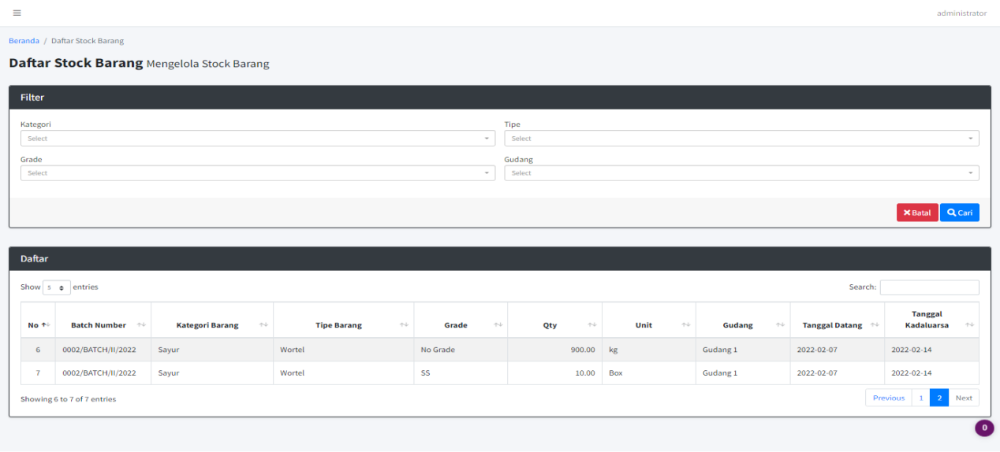 administrator
Beranda / Daftar Stock Barang
Daftar Stock Barang Mengelola Stock Barang
Filter
Kategori
Select
Tipe
Select
Grade
Select
Gudang
Select
Batal
Cari
Daftar
Show 5 entries
Search:
No Batch Number Kategori Barang Tipe Barang Grade Qty Unit Gudang Tanggal Datang Tanggal Kadaluarsa
6 0002/BATCH/II/2022 Sayur Wortel No Grade 900.00 kg Gudang 1 2022-02-07 2022-02-14
7 0002/BATCH/II/2022 Sayur Wortel SS 10.00 Box Gudang 1 2022-02-07 2022-02-14
Showing 6 to 7 of 7 entries
Previous 1 2 Next
0